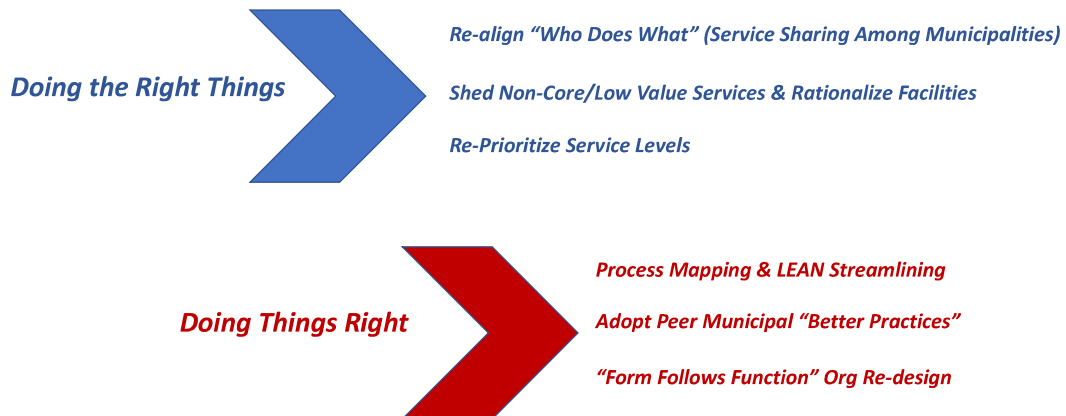 Doing the Right Things
Re-align “Who Does What” (Service Sharing Among Municipalities)
Shed Non-Core/Low Value Services & Rationalize Facilities
Re-Prioritize Service Levels
Doing Things Right
Process Mapping & LEAN Streamlining
Adopt Peer Municipal “Better Practices”
“Form Follows Function” Org Re-design